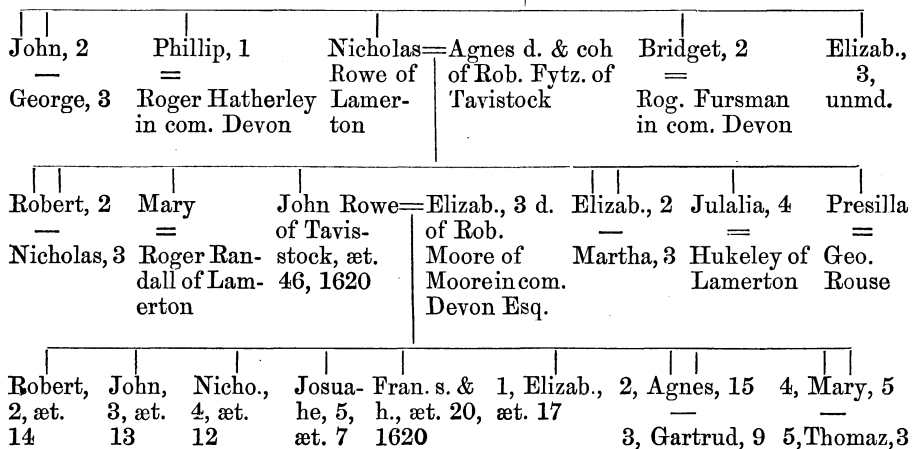 John, 2 Phillip, 1 Nicholas=Agnes d. & coh Bridget, 2 Elizab.,
— = Rowe of of Rob. Fytz. of = 3,
George, 3 Roger Hatherley Lamer- Tavistock Rog. Fursman unmd.
in com. Devon ton in com. Devon
Robert, 2 Mary John Rowe=Elizab., 3 d. Elizab., 2 Julalia, 4 Presilla
— = of Tavis- of Rob. — = =
Nicholas, 3 Roger Ran- stock, æt. Moore of Martha, 3 Hukeley of Geo.
dall of Lam- 46, 1620 Moore in com. Lamerton Rouse
erton Devon Esq.
Robert, John, Nicho., Josua- Fran. s. & 1, Elizab., 2, Agnes, 15 4, Mary, 5
2, æt. 3, æt. 4, æt. he, 5, h., æt. 20, æt. 17 — —
14 13 12 æt. 7 1620 3, Gartrud, 9 5, Thomaz, 3